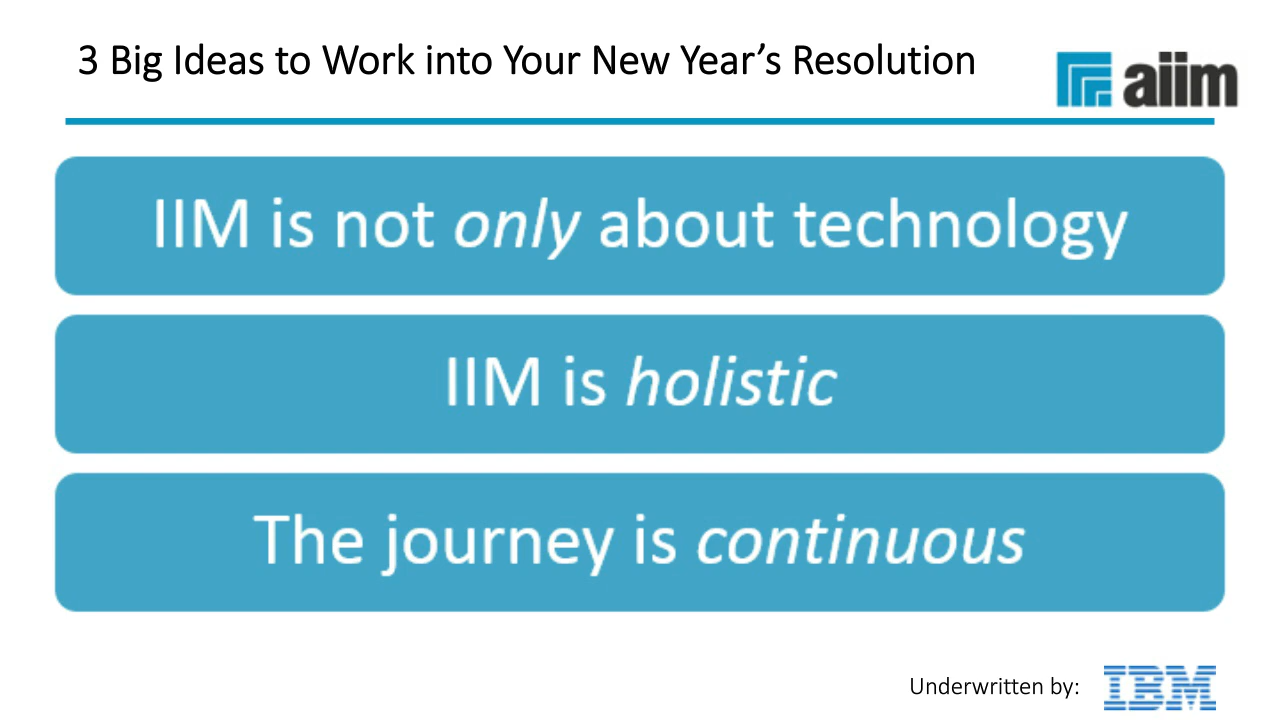 3 Big Ideas to Work into Your New Year’s Resolution
aiim
IIM is not only about technology
IIM is holistic
The journey is continuous
Underwritten by:
IBM